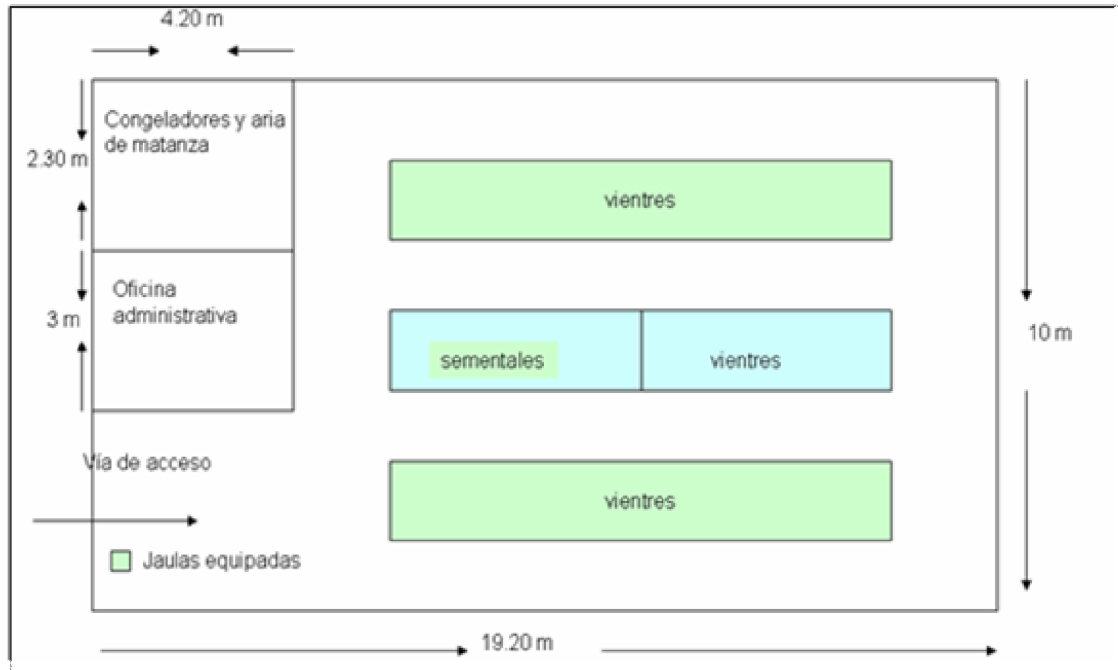 4.20 m
Congeladores y aria
de matanza
2.30 m
vientres
Oficina
administrativa
3 m
10 m
sementales
vientres
Vía de acceso
vientres
Jaulas equipadas
19.20 m